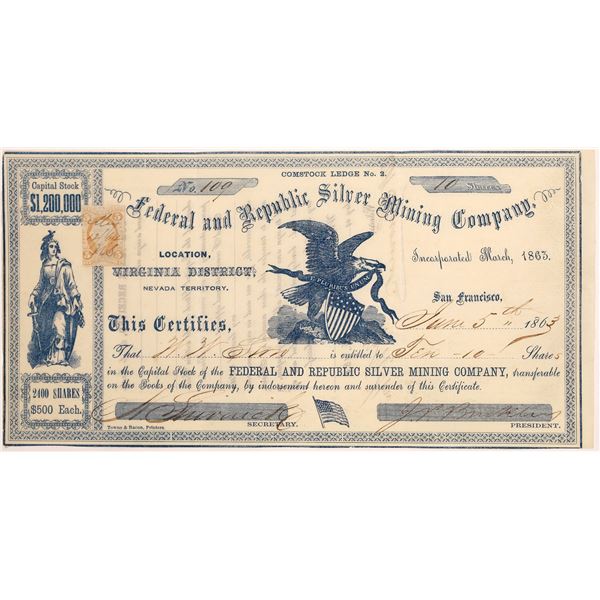 COMSTOCK LEDGE No. 2.
No. 109
10 Shares
Capital Stock
$1,200,000
Federal and Republic Silver Mining Company,
LOCATION,
VIRGINIA DISTRICT,
NEVADA TERRITORY.
E PLURIBUS UNUM
Incorporated March, 1863.
San Francisco, June 5th 1863
This Certifies,
That W. W. is entitled to Ten -10- Shares
in the Capital Stock of the FEDERAL AND REPUBLIC SILVER MINING COMPANY, transferable
on the Books of the Company, by indorsement hereon and surrender of this Certificate.
2400 SHARES
$500 Each.
SECRETARY.
PRESIDENT.
Towne & Bacon, Printers.